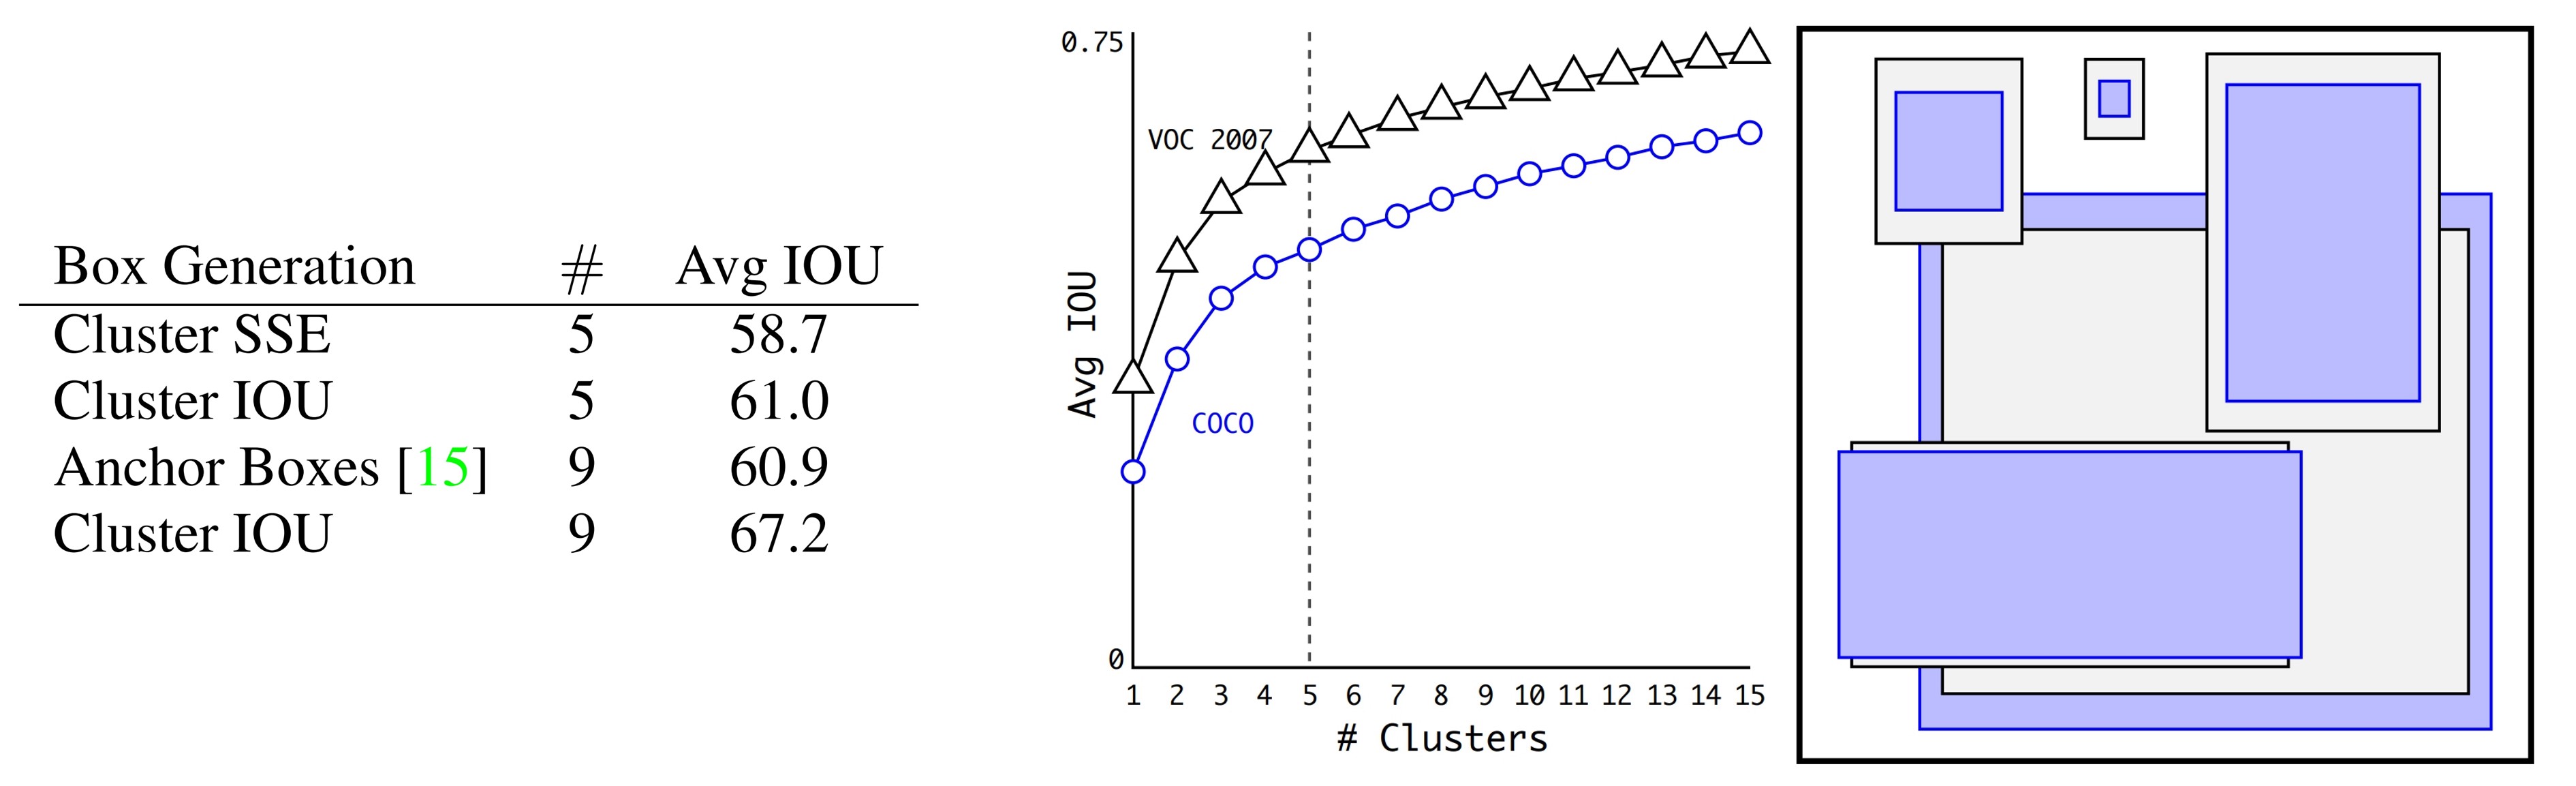 Box Generation # Avg IOU
Cluster SSE 5 58.7
Cluster IOU 5 61.0
Anchor Boxes [15] 9 60.9
Cluster IOU 9 67.2
0.75
VOC 2007
COCO
Avg IOU
0
1 2 3 4 5 6 7 8 9 10 11 12 13 14 15
# Clusters